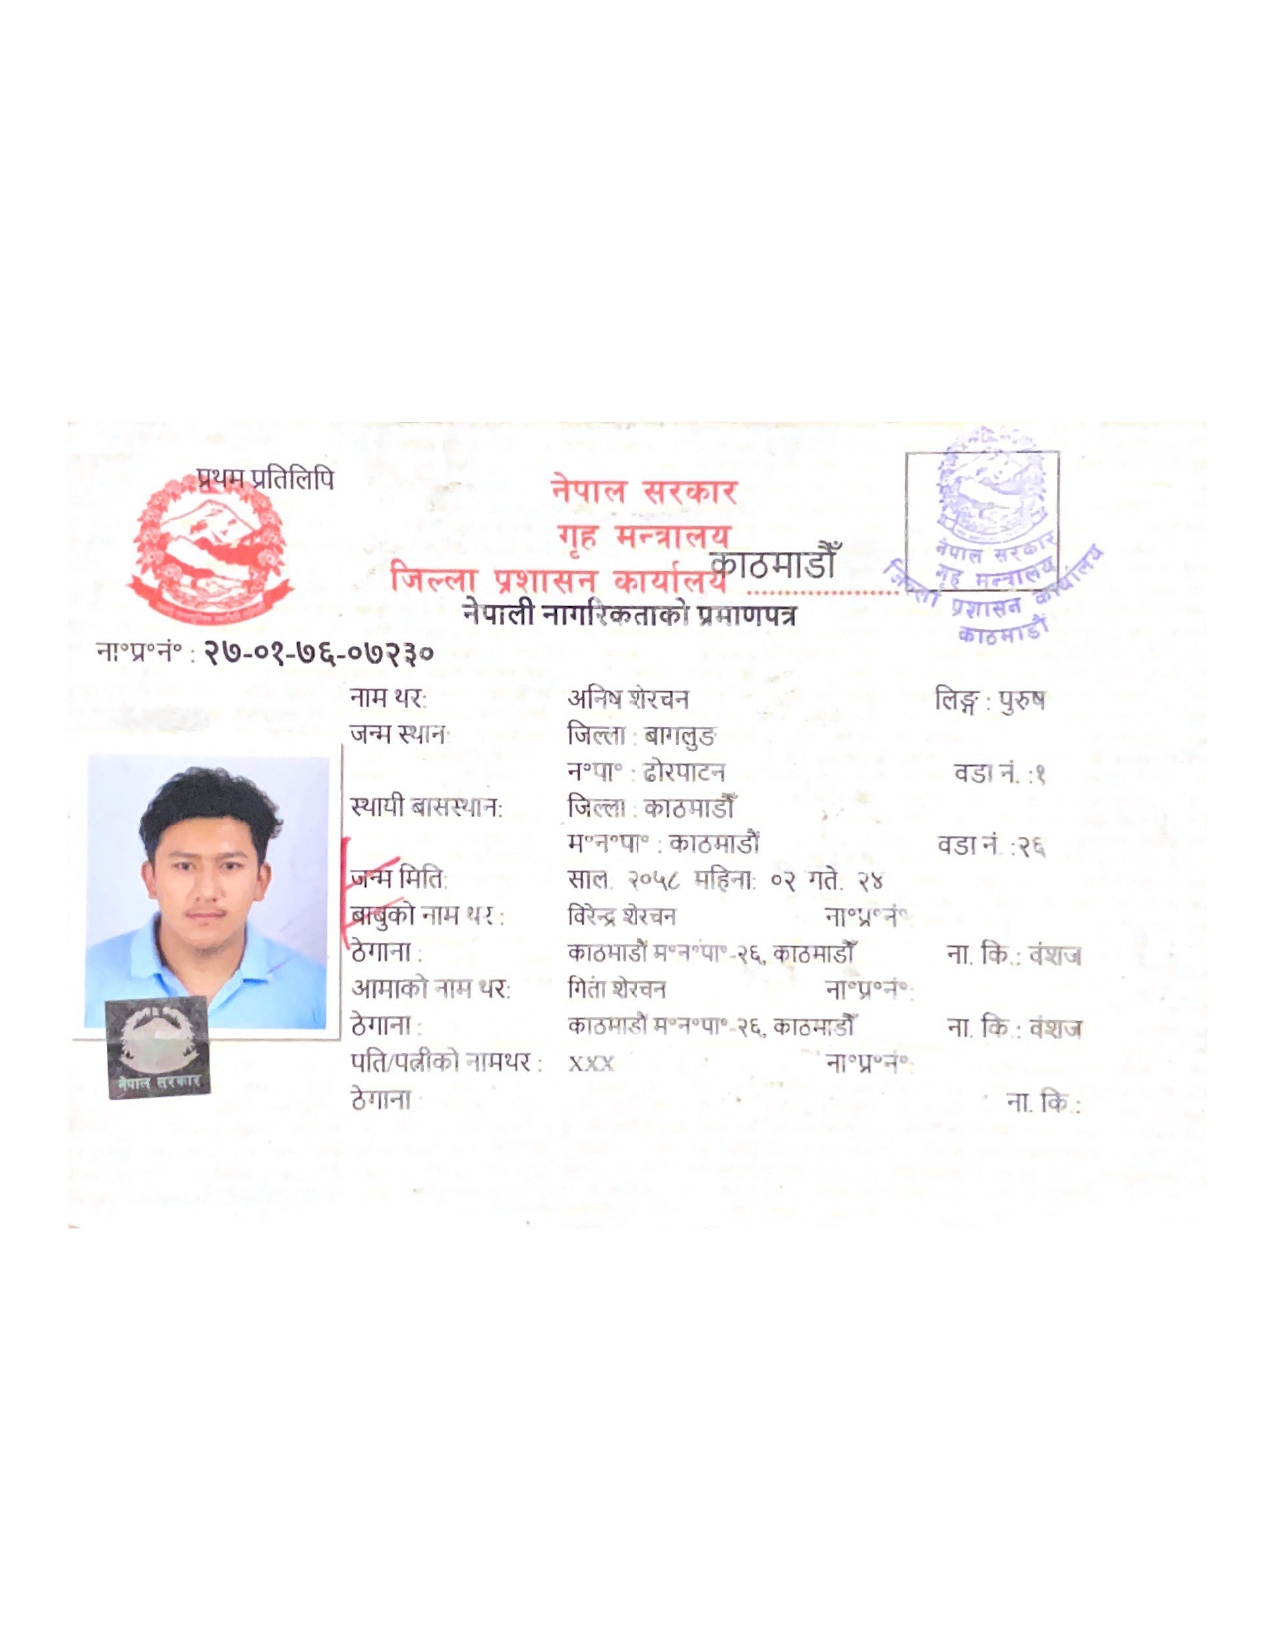 प्रथम प्रतिलिपि
नेपाल सरकार
गृह मन्त्रालय
जिल्ला प्रशासन कार्यालय काठमाडौँ ....................
नेपाली नागरिकताको प्रमाणपत्र
नेपाल सरकार
गृह मन्त्रालय
जिल्ला प्रशासन कार्यालय
काठमाडौं
ना॰प्र॰नं॰ : २७-०१-७६-०७२३०
नाम थर: अनिष शेरचन लिङ्ग : पुरुष
जन्म स्थान: जिल्ला : बागलुङ
न॰पा॰ : ढोरपाटन वडा नं. :१
स्थायी बासस्थान: जिल्ला : काठमाडौँ
म॰न॰पा॰ : काठमाडौं वडा नं. :२६
जन्म मिति: साल. २०५८ महिना: ०२ गते. २४
बाबुको नाम थर : विरेन्द्र शेरचन ना॰प्र॰नं॰
ठेगाना : काठमाडौं म॰न॰पा॰-२६, काठमाडौँ ना. कि.: वंशज
आमाको नाम थर: गिता शेरचन ना॰प्र॰नं॰:
ठेगाना : काठमाडौं म॰न॰पा॰-२६, काठमाडौँ ना. कि.: वंशज
पति/पत्नीको नामथर : xxx ना॰प्र॰नं॰:
ठेगाना ना. कि.:
नेपाल सरकार